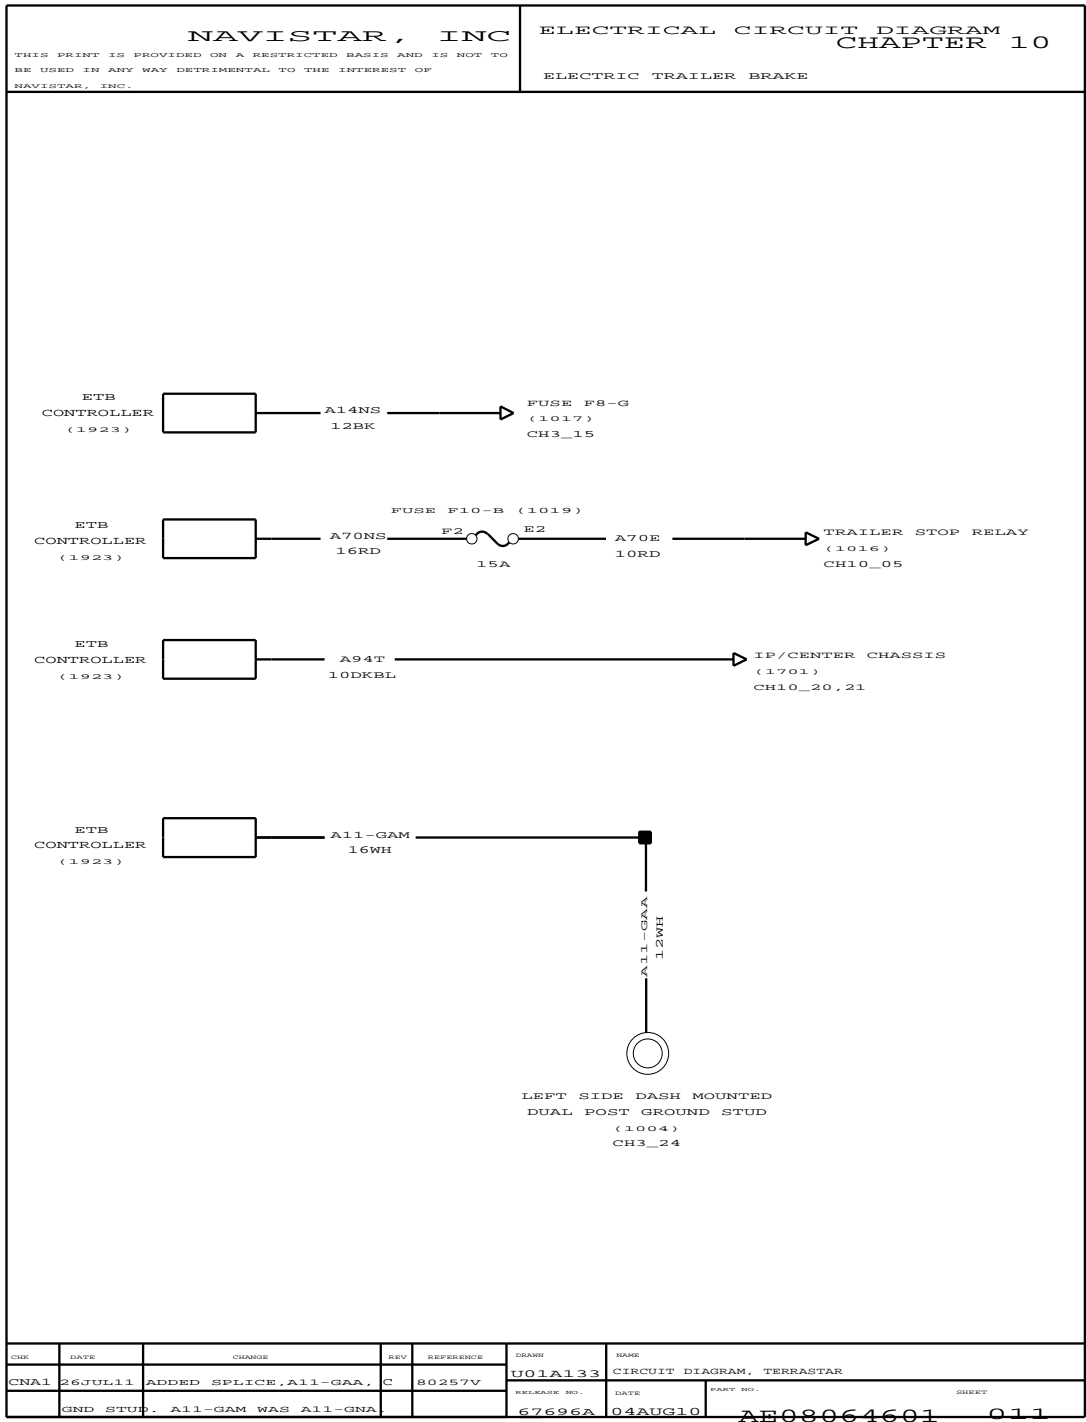 NAVISTAR, INC
THIS PRINT IS PROVIDED ON A RESTRICTED BASIS AND IS NOT TO
BE USED IN ANY WAY DETRIMENTAL TO THE INTEREST OF
NAVISTAR, INC.
ELECTRICAL CIRCUIT DIAGRAM
CHAPTER 10
ELECTRIC TRAILER BRAKE
ETB
CONTROLLER
(1923)
A14NS
12BK
FUSE F8-G
(1017)
CH3_15
ETB
CONTROLLER
(1923)
A70NS
16RD
FUSE F10-B (1019)
F2
E2
15A
A70E
10RD
TRAILER STOP RELAY
(1016)
CH10_05
ETB
CONTROLLER
(1923)
A94T
10DKBL
IP/CENTER CHASSIS
(1701)
CH10_20,21
ETB
CONTROLLER
(1923)
A11-GAM
16WH
A11-GAA
12WH
LEFT SIDE DASH MOUNTED
DUAL POST GROUND STUD
(1004)
CH3_24
CHK DATE CHANGE REV REFERENCE
CNA1 26JUL11 ADDED SPLICE,A11-GAA, C 80257V
GND STUD. A11-GAM WAS A11-GNA.
DRAWN
U01A133
NAME
CIRCUIT DIAGRAM, TERRASTAR
RELEASE NO.
67696A
DATE
04AUG10
PART NO.
AE08064601
SHEET
011